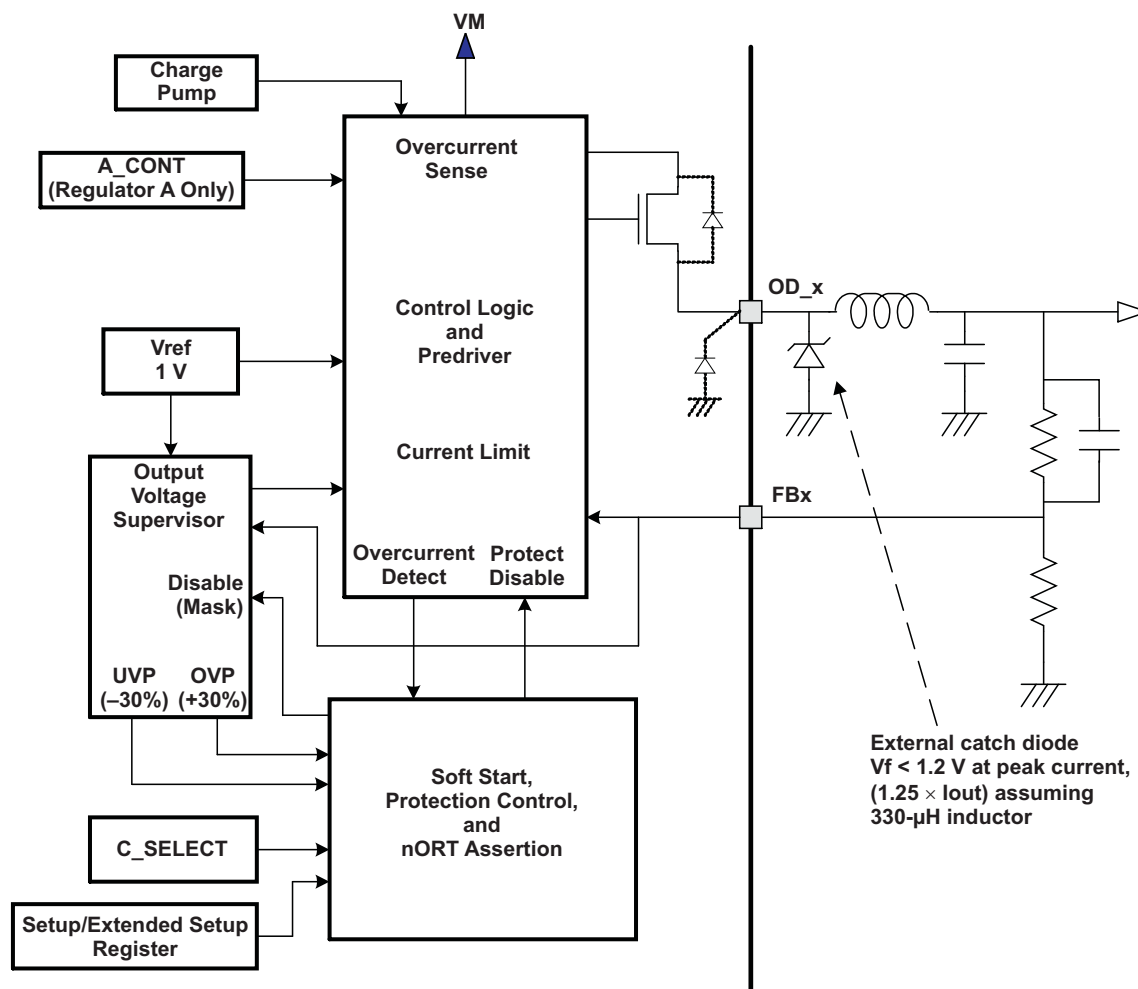 VM
Charge
Pump
A_CONT
(Regulator A Only)
Overcurrent
Sense
OD_x
Control Logic
and
Predriver
Vref
1 V
Current Limit
Output
Voltage
Supervisor
FBx
Overcurrent
Detect
Protect
Disable
Disable
(Mask)
UVP
(–30%)
OVP
(+30%)
External catch diode
Vf < 1.2 V at peak current,
(1.25 × Iout) assuming
330-µH inductor
Soft Start,
Protection Control,
and
nORT Assertion
C_SELECT
Setup/Extended Setup
Register